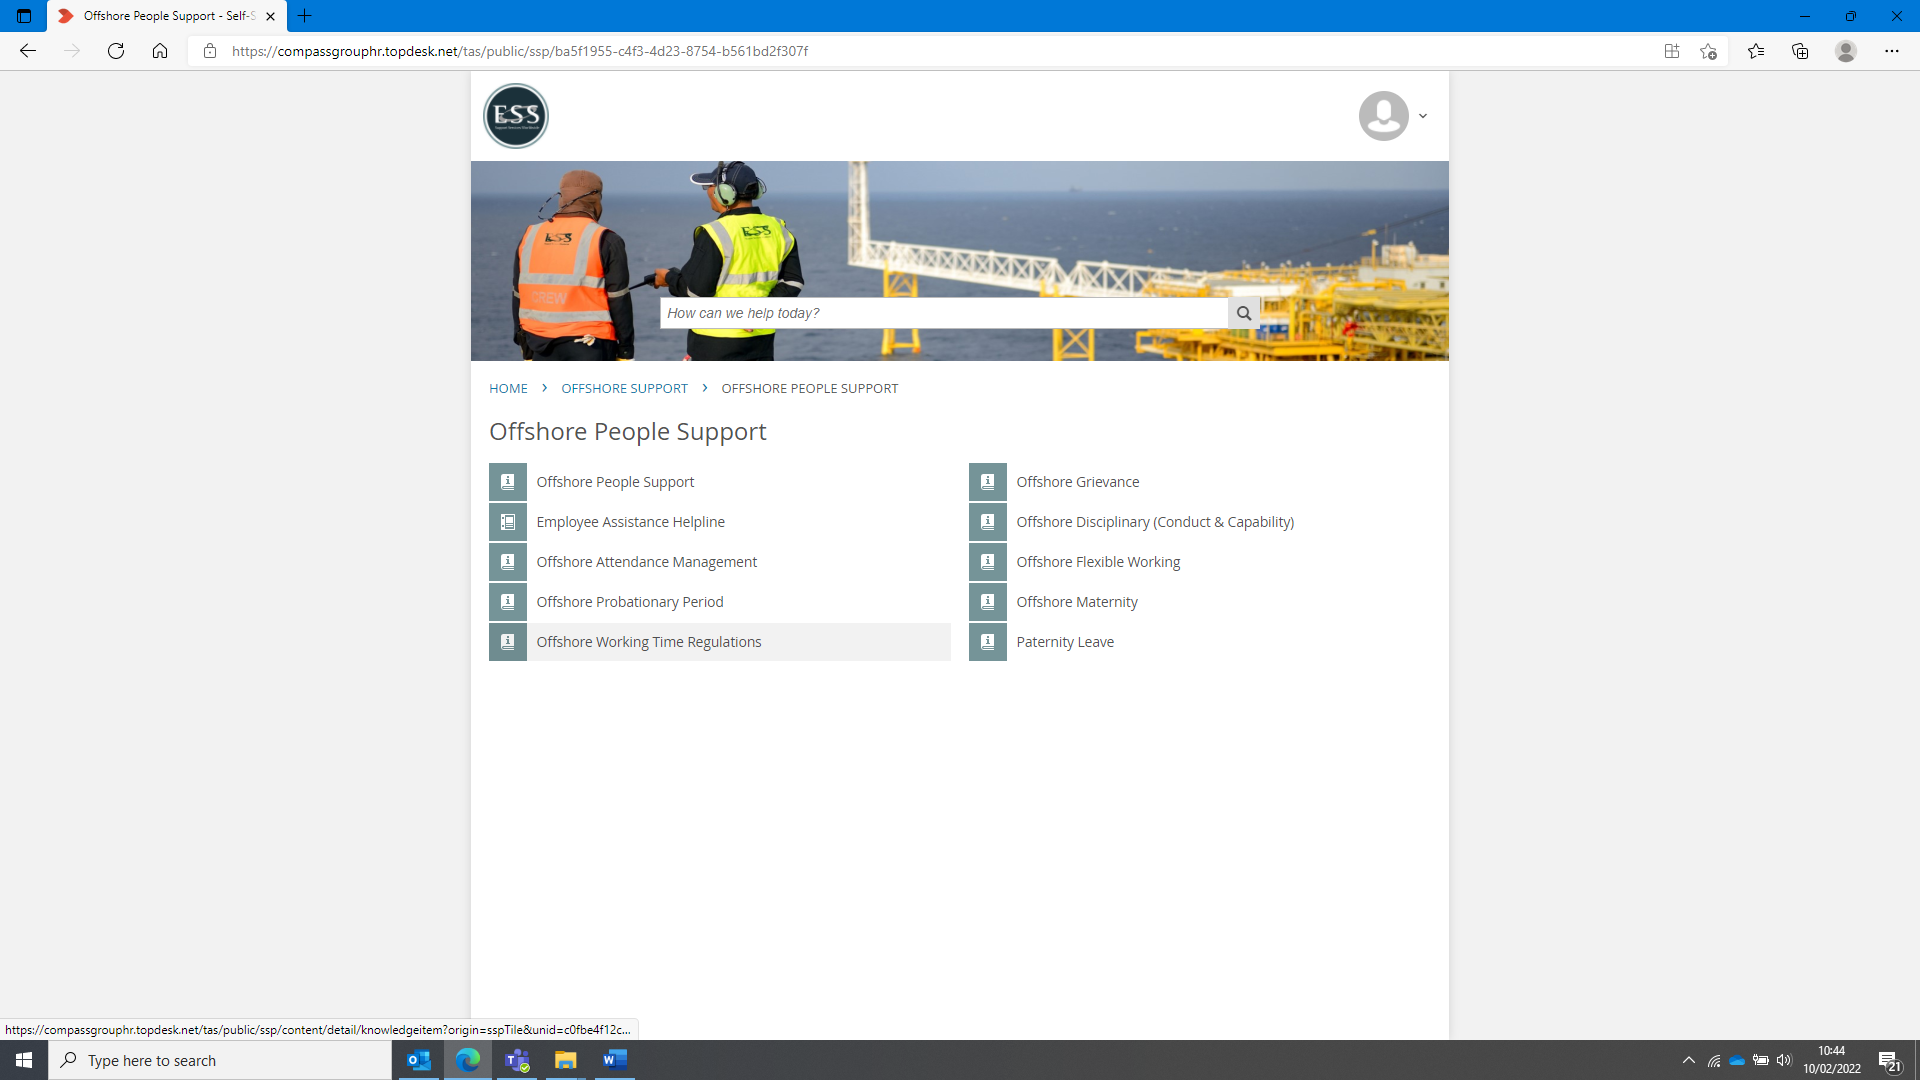 Offshore People Support - Self-S
https://compassgrouphr.topdesk.net/tas/public/ssp/ba5f1955-c4f3-4d23-8754-b561bd2f307f
ESS
ESS
ESS
CREW
How can we help today?
HOME > OFFSHORE SUPPORT > OFFSHORE PEOPLE SUPPORT
Offshore People Support
Offshore People Support
Offshore Grievance
Employee Assistance Helpline
Offshore Disciplinary (Conduct & Capability)
Offshore Attendance Management
Offshore Flexible Working
Offshore Probationary Period
Offshore Maternity
Offshore Working Time Regulations
Paternity Leave
https://compassgrouphr.topdesk.net/tas/public/ssp/content/detail/knowledgeitem?origin=sspTile&unid=c0fbe4f12c...
Type here to search
10:44
10/02/2022
21